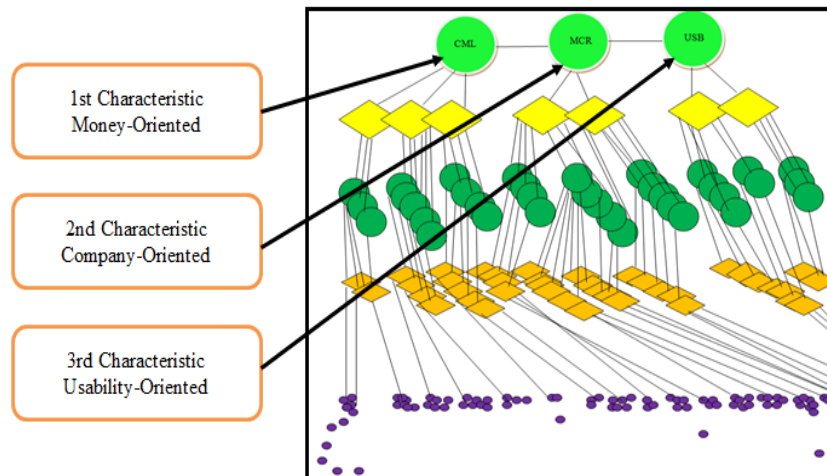 CML
MCR
USB
1st Characteristic
Money-Oriented
2nd Characteristic
Company-Oriented
3rd Characteristic
Usability-Oriented